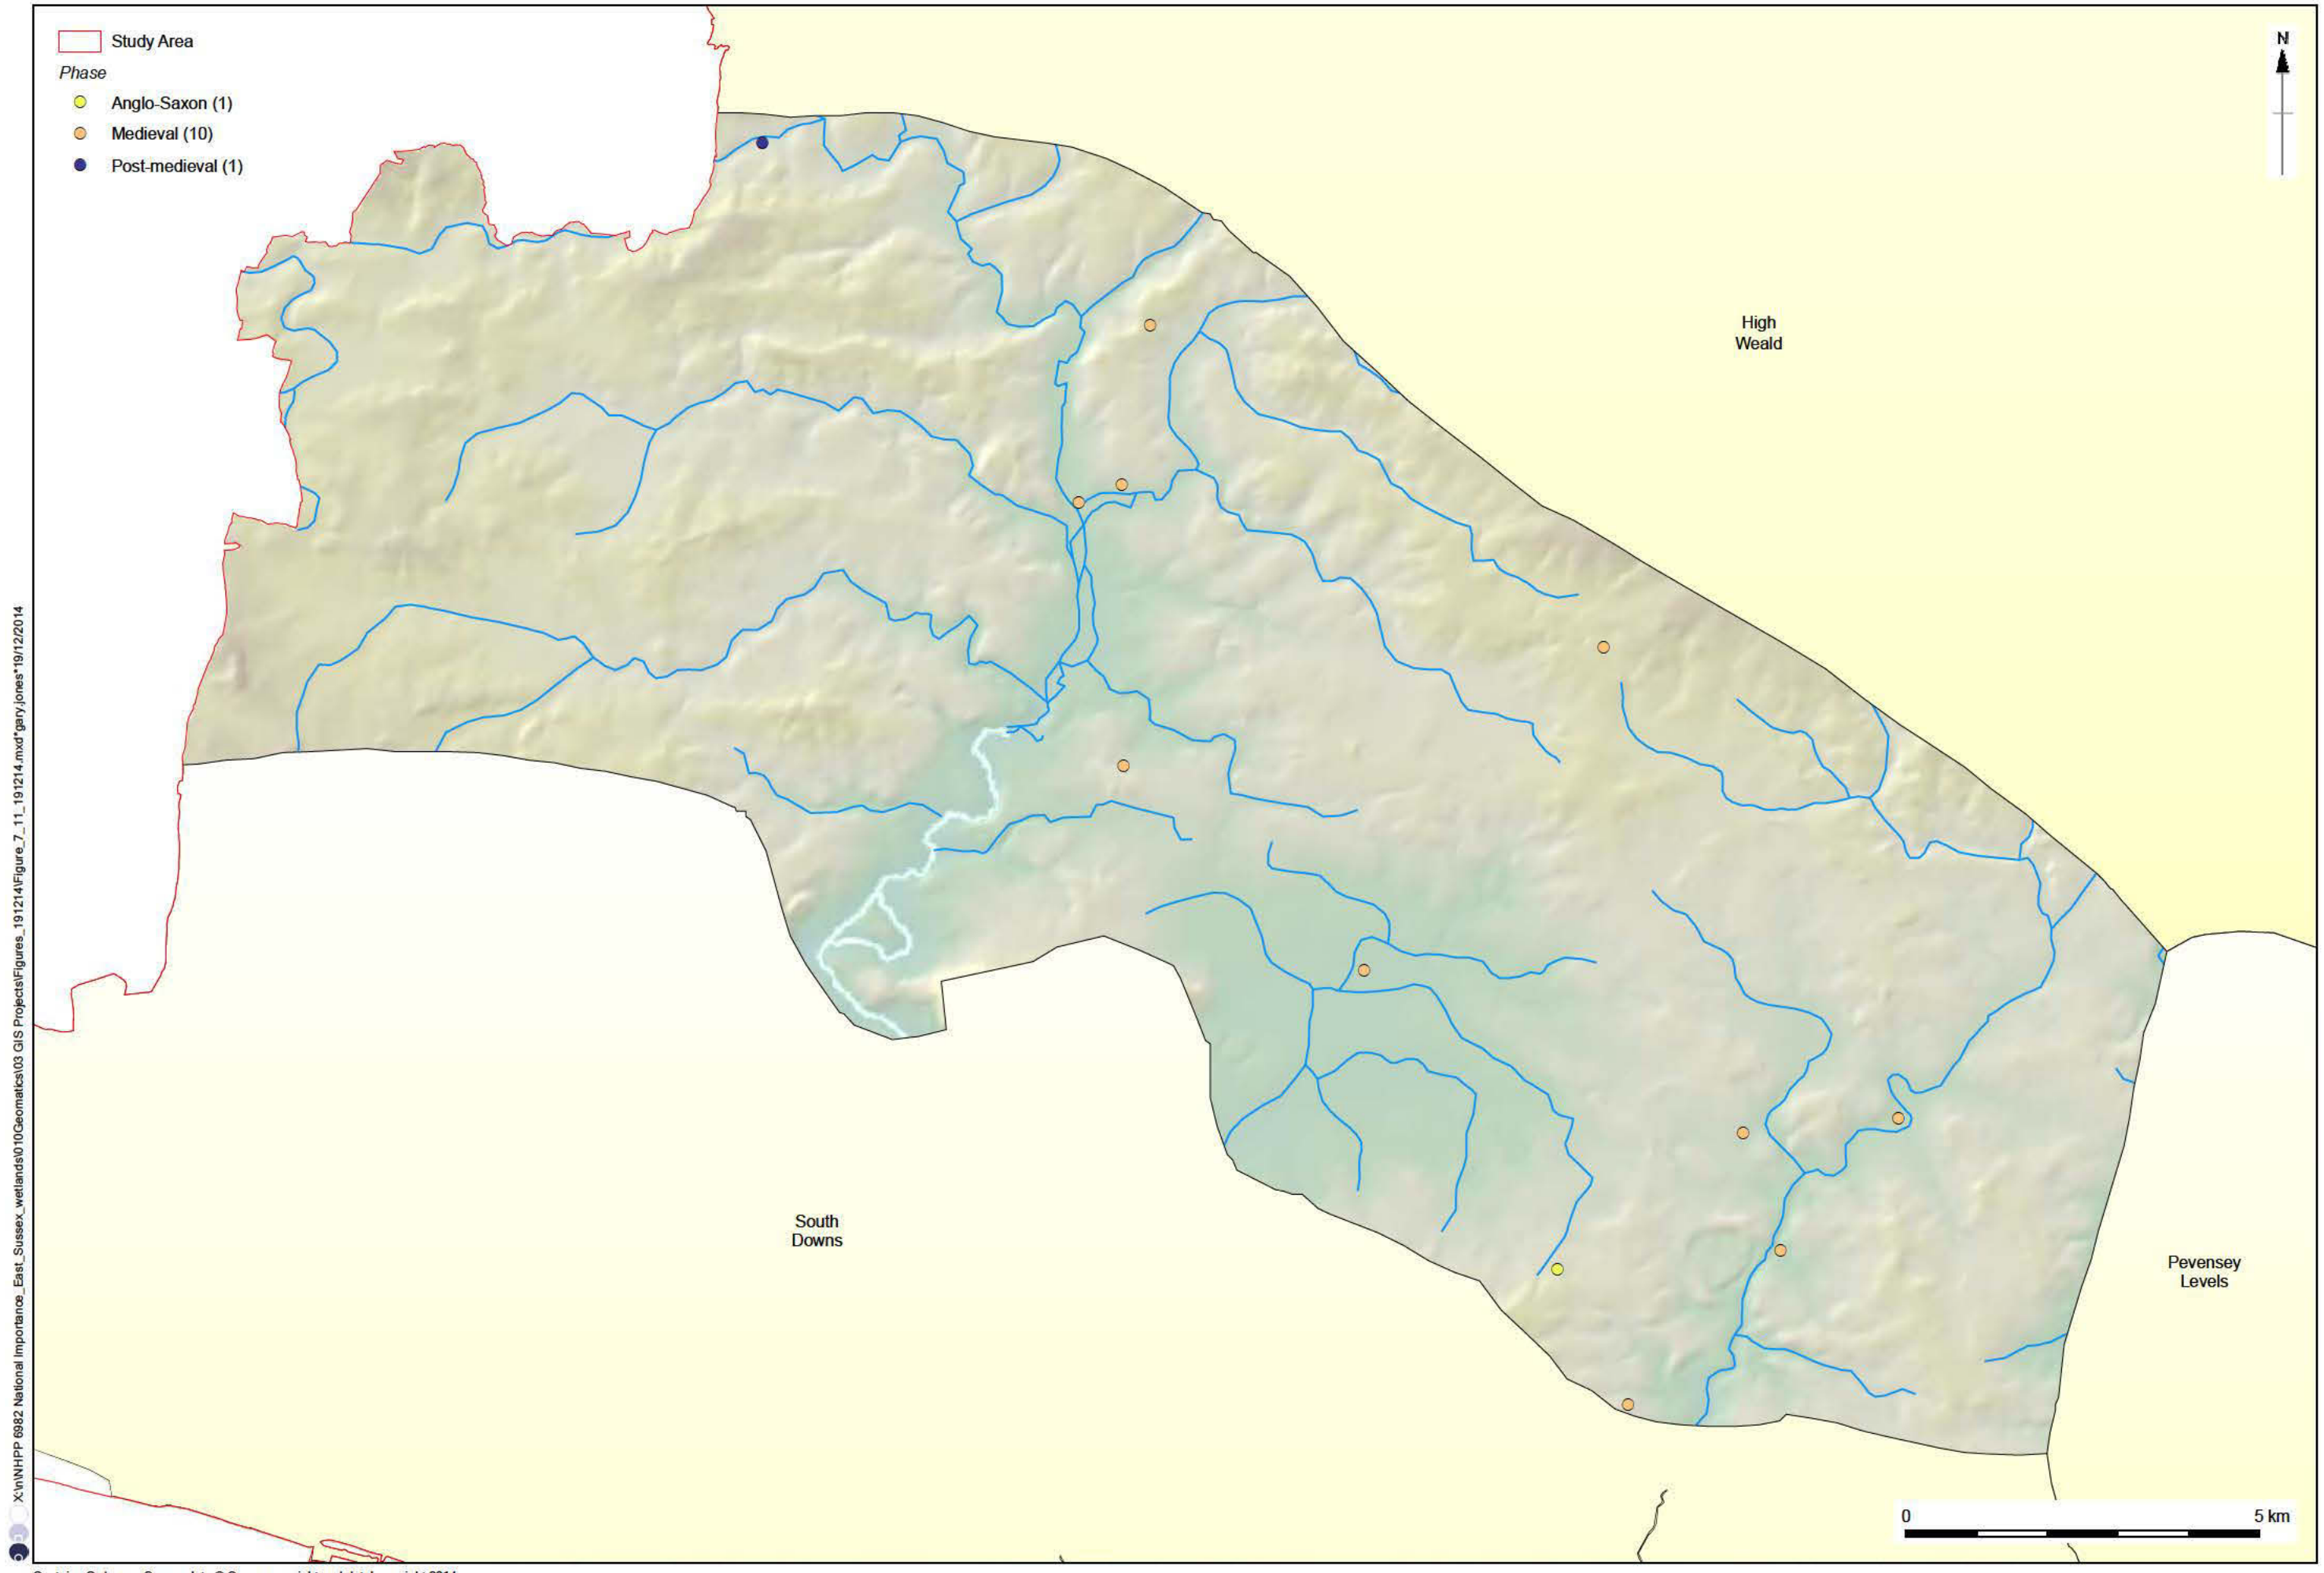 Study Area
Phase
Anglo-Saxon (1)
Medieval (10)
Post-medieval (1)
N
High
Weald
South
Downs
Pevensey
Levels
0 5 km
X:\n\NHPP 6982 National Importance_East_Sussex_wetlands\010Geomatics\03 GIS Projects\Figures_191214\Figure_7_11_191214.mxd*gary.jones*19/12/2014